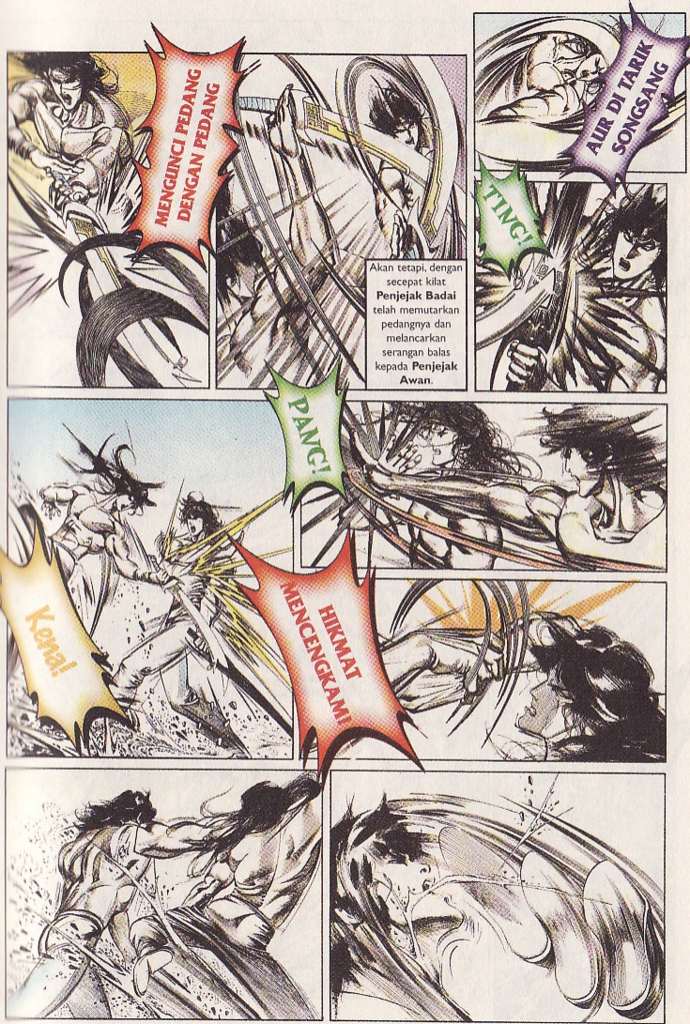 MENGUNCI PEDANG
DENGAN PEDANG
AUR DI TARIK
SONGSANG
TING!
Akan tetapi, dengan
secepat kilat
Penjejak Badai
telah memutarkan
pedangnya dan
melancarkan
serangan balas
kepada Penjejak
Awan.
PANG!
Kena!
HIKMAT
MENCENGKAM!